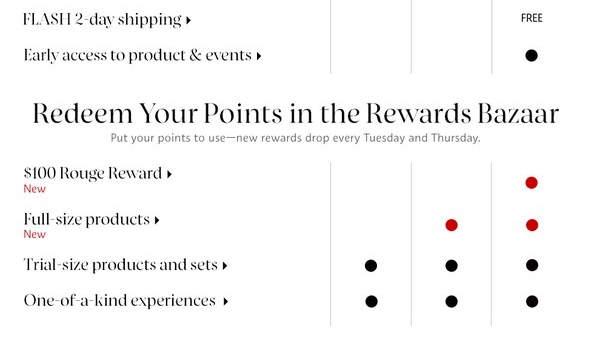 FLASH 2-day shipping
FREE
Early access to product & events
Redeem Your Points in the Rewards Bazaar
Put your points to use—new rewards drop every Tuesday and Thursday.
$100 Rouge Reward
New
Full-size products
New
Trial-size products and sets
One-of-a-kind experiences